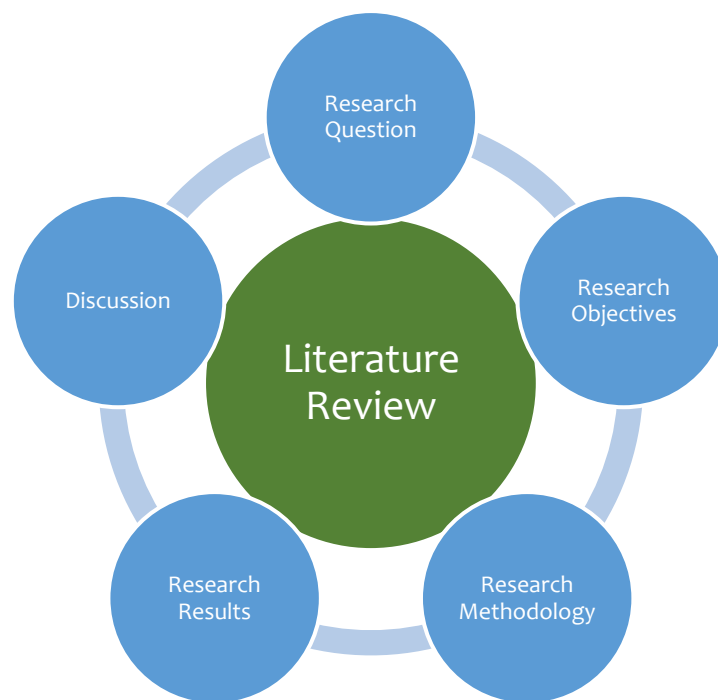 Research
Question
Research
Objectives
Discussion
Literature
Review
Research
Methodology
Research
Results